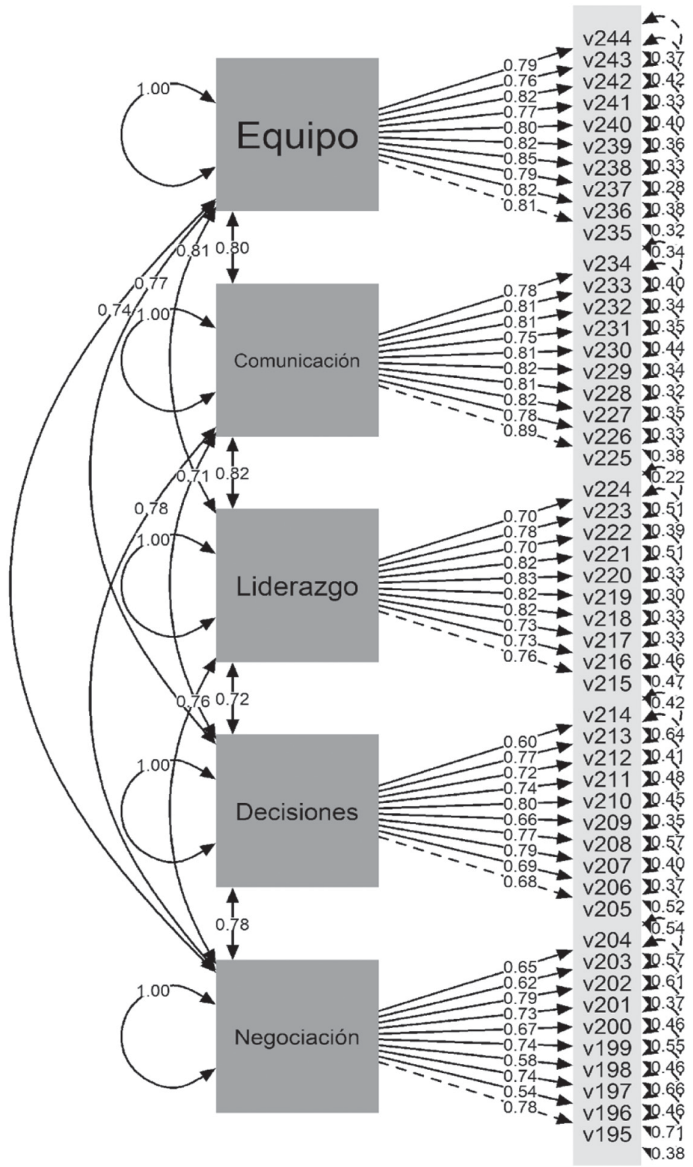 v244
v243
v242
v241
v240
v239
v238
v237
v236
v235
0.37
0.42
0.33
0.40
0.36
0.33
0.28
0.38
0.32
0.34
1.00
Equipo
0.79
0.76
0.82
0.77
0.80
0.82
0.85
0.79
0.82
0.81
0.81
0.80
0.77
0.74
v234
v233
v232
v231
v230
v229
v228
v227
v226
v225
0.40
0.34
0.35
0.44
0.34
0.32
0.35
0.33
0.38
0.22
1.00
Comunicación
0.78
0.81
0.81
0.75
0.81
0.82
0.81
0.82
0.78
0.89
0.71
0.82
0.78
v224
v223
v222
v221
v220
v219
v218
v217
v216
v215
0.51
0.39
0.51
0.33
0.30
0.33
0.33
0.46
0.47
0.42
1.00
Liderazgo
0.70
0.78
0.70
0.82
0.83
0.82
0.82
0.73
0.73
0.76
0.76
0.72
v214
v213
v212
v211
v210
v209
v208
v207
v206
v205
0.64
0.41
0.48
0.45
0.35
0.57
0.40
0.37
0.52
0.54
1.00
Decisiones
0.60
0.77
0.72
0.74
0.80
0.66
0.77
0.79
0.69
0.68
0.78
v204
v203
v202
v201
v200
v199
v198
v197
v196
v195
0.57
0.61
0.37
0.46
0.55
0.46
0.66
0.46
0.71
0.38
1.00
Negociación
0.65
0.62
0.79
0.73
0.67
0.74
0.58
0.74
0.54
0.78